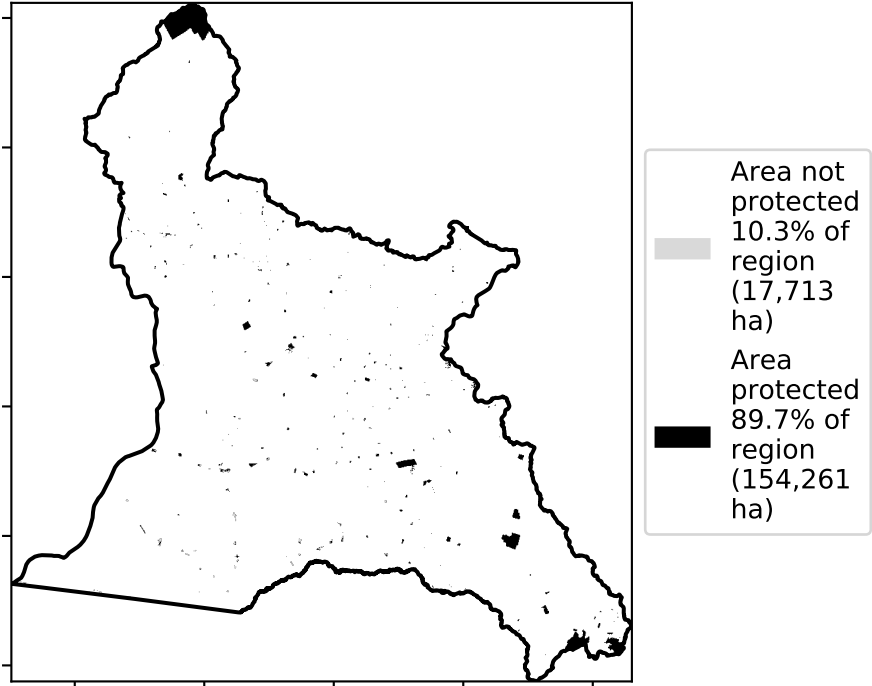 Area not
protected
10.3% of
region
(17,713
ha)
Area
protected
89.7% of
region
(154,261
ha)